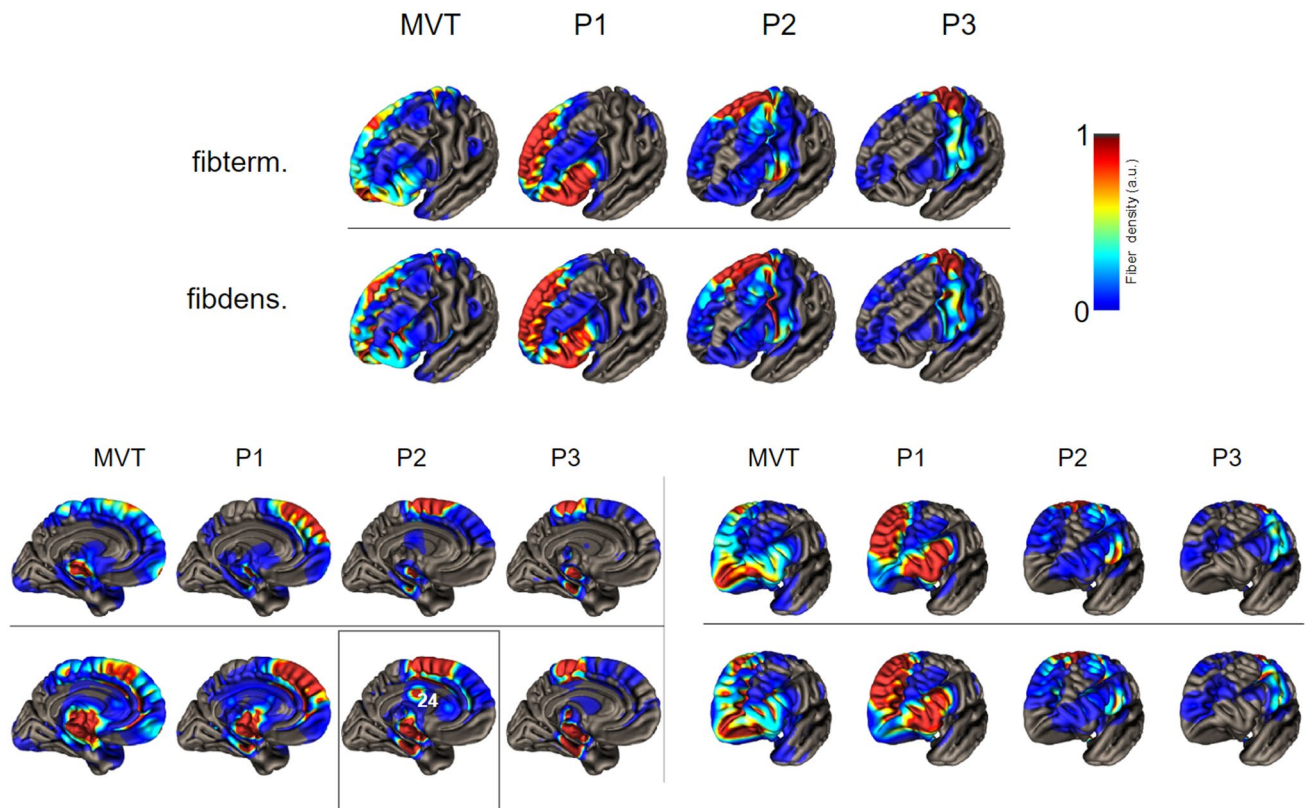 MVT P1 P2 P3
fibterm.
fibdens.
1
0
Fiber density (a.u.)
MVT P1 P2 P3
24
MVT P1 P2 P3